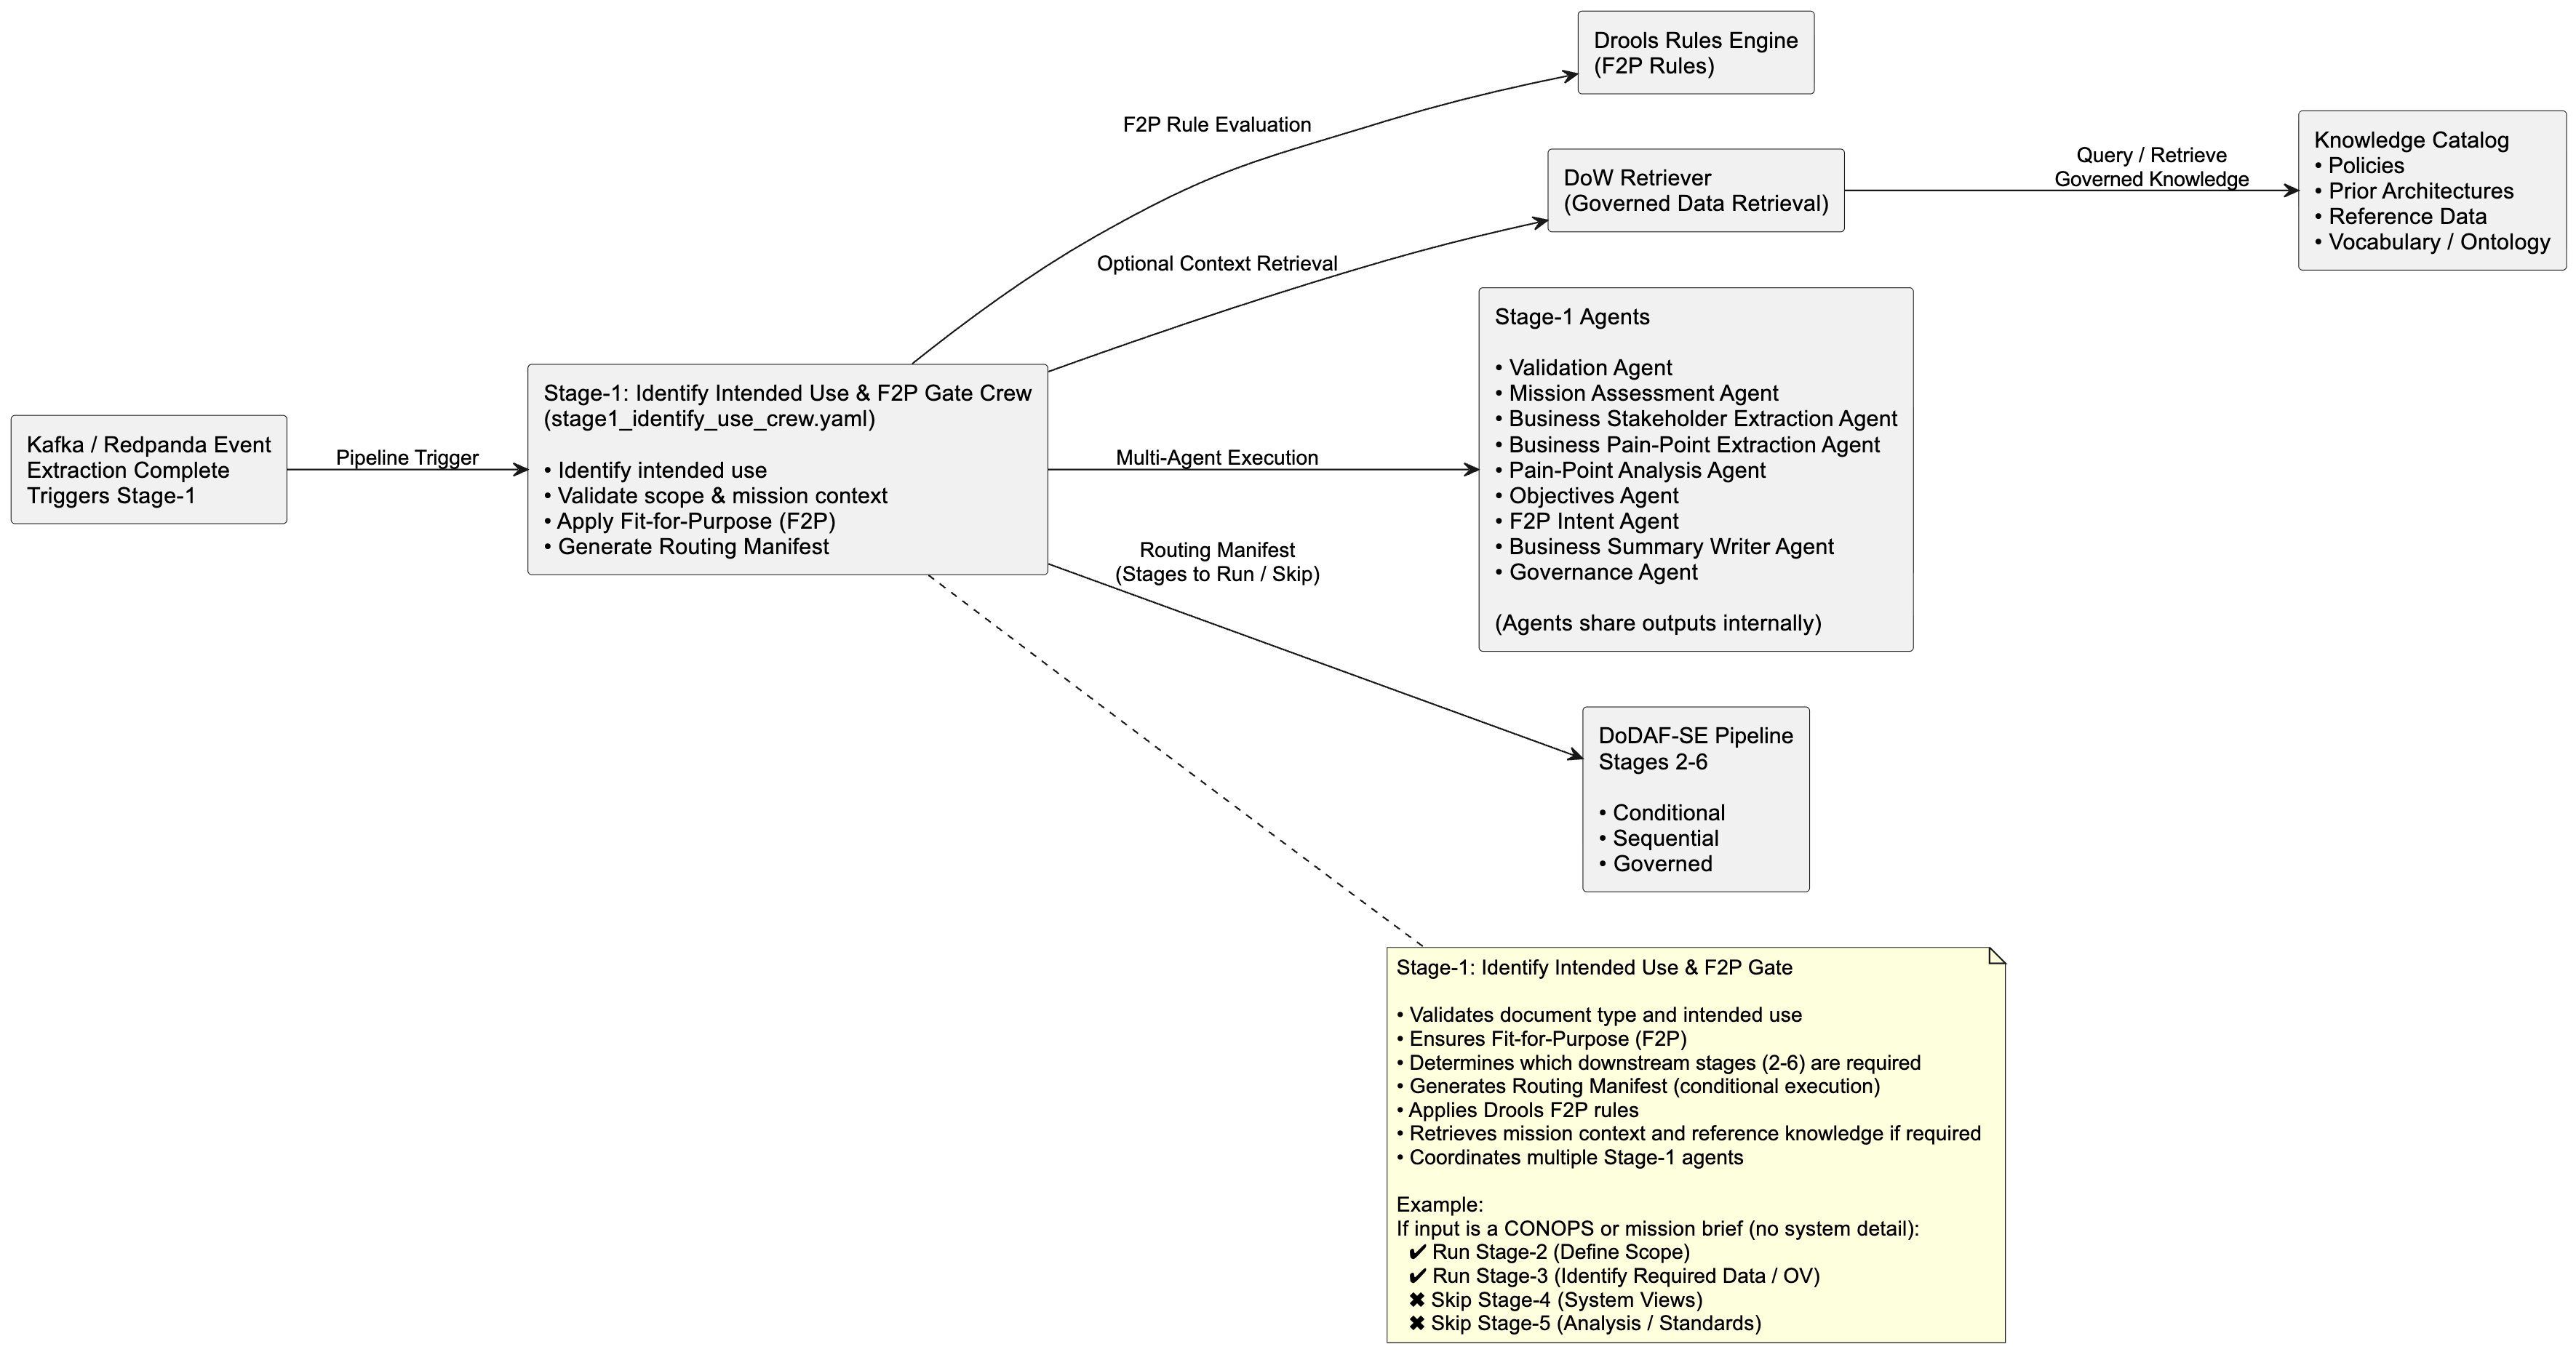 Drools Rules Engine
(F2P Rules)
F2P Rule Evaluation
Knowledge Catalog
• Policies
• Prior Architectures
• Reference Data
• Vocabulary / Ontology
Query / Retrieve
Governed Knowledge
DoW Retriever
(Governed Data Retrieval)
Optional Context Retrieval
Stage-1 Agents
• Validation Agent
• Mission Assessment Agent
• Business Stakeholder Extraction Agent
• Business Pain-Point Extraction Agent
• Pain-Point Analysis Agent
• Objectives Agent
• F2P Intent Agent
• Business Summary Writer Agent
• Governance Agent
(Agents share outputs internally)
Stage-1: Identify Intended Use & F2P Gate Crew
(stage1_identify_use_crew.yaml)
• Identify intended use
• Validate scope & mission context
• Apply Fit-for-Purpose (F2P)
• Generate Routing Manifest
Kafka / Redpanda Event
Extraction Complete
Triggers Stage-1
Pipeline Trigger
Multi-Agent Execution
Routing Manifest
(Stages to Run / Skip)
DoDAF-SE Pipeline
Stages 2-6
• Conditional
• Sequential
• Governed
Stage-1: Identify Intended Use & F2P Gate
• Validates document type and intended use
• Ensures Fit-for-Purpose (F2P)
• Determines which downstream stages (2-6) are required
• Generates Routing Manifest (conditional execution)
• Applies Drools F2P rules
• Retrieves mission context and reference knowledge if required
• Coordinates multiple Stage-1 agents
Example:
If input is a CONOPS or mission brief (no system detail):
✔ Run Stage-2 (Define Scope)
✔ Run Stage-3 (Identify Required Data / OV)
✖ Skip Stage-4 (System Views)
✖ Skip Stage-5 (Analysis / Standards)